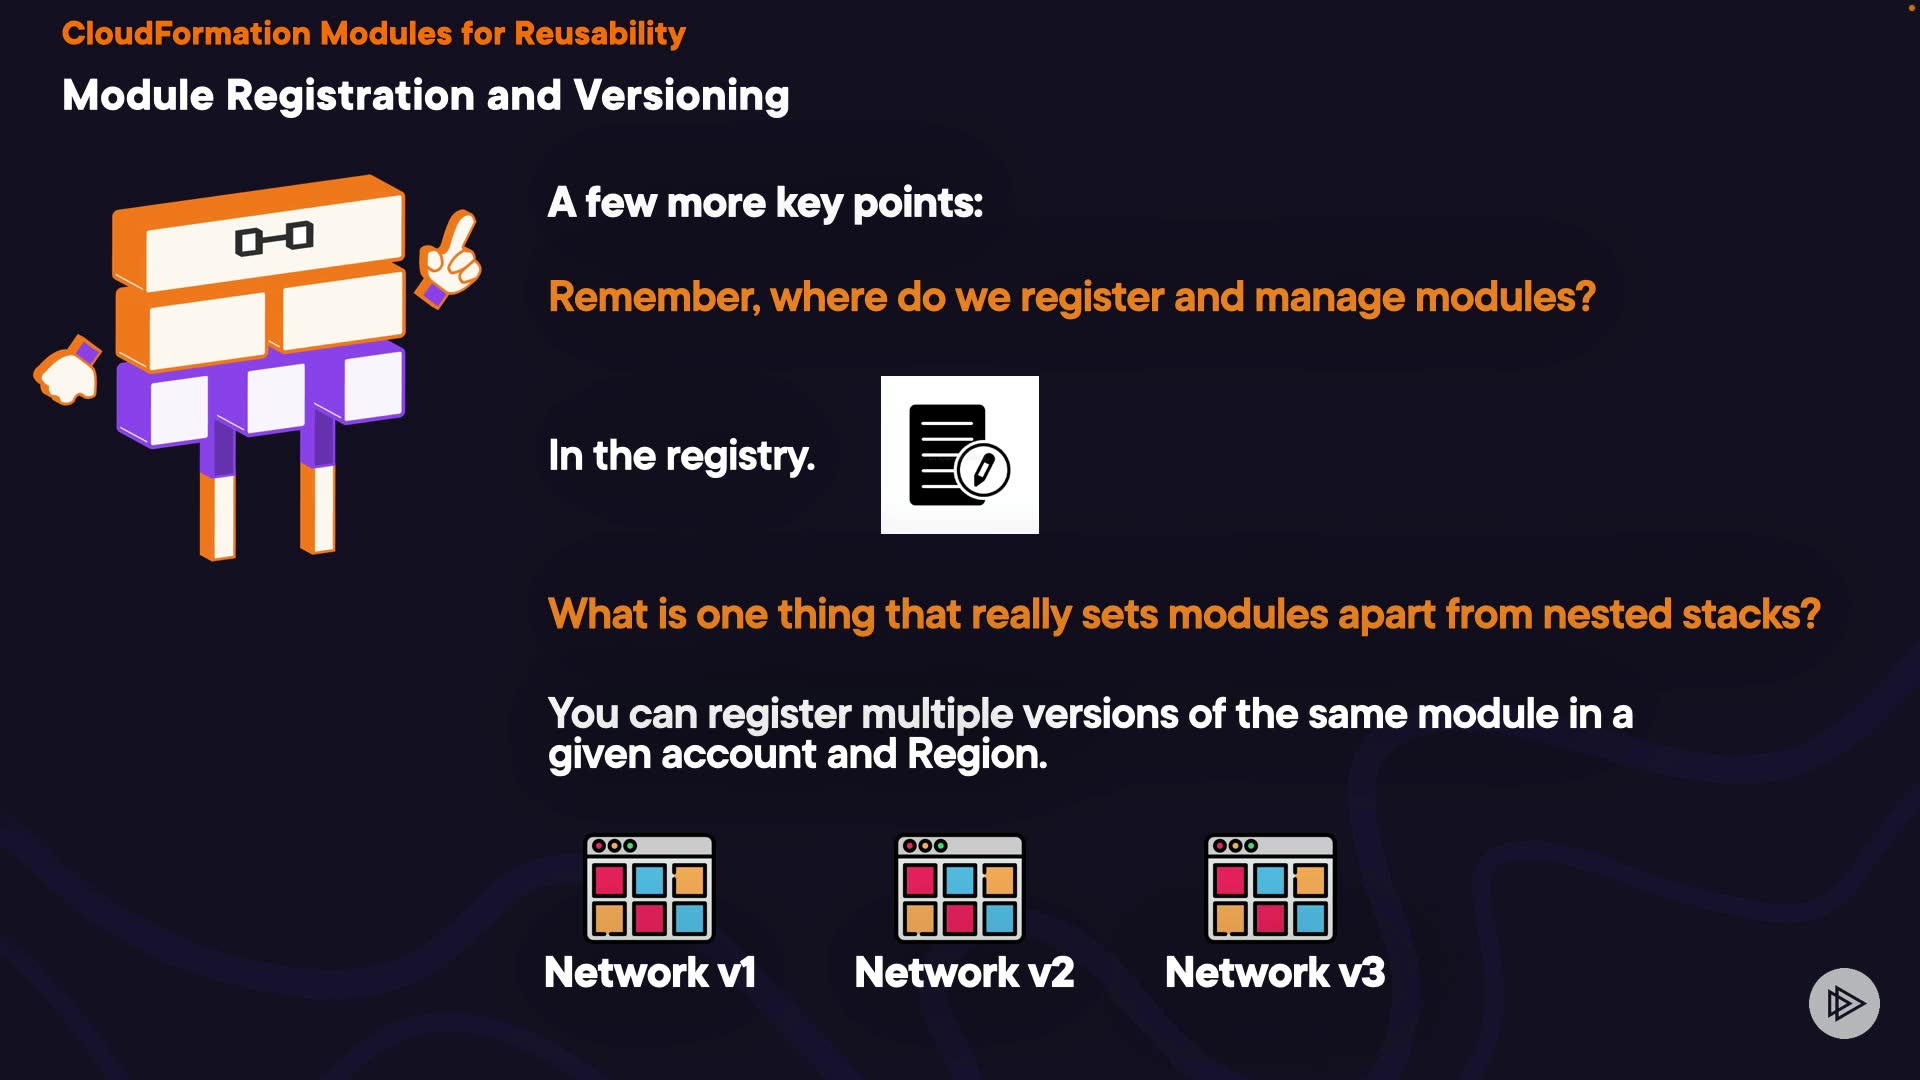 CloudFormation Modules for Reusability
Module Registration and Versioning
A few more key points:
Remember, where do we register and manage modules?
In the registry.
What is one thing that really sets modules apart from nested stacks?
You can register multiple versions of the same module in a
given account and Region.
Network v1
Network v2
Network v3